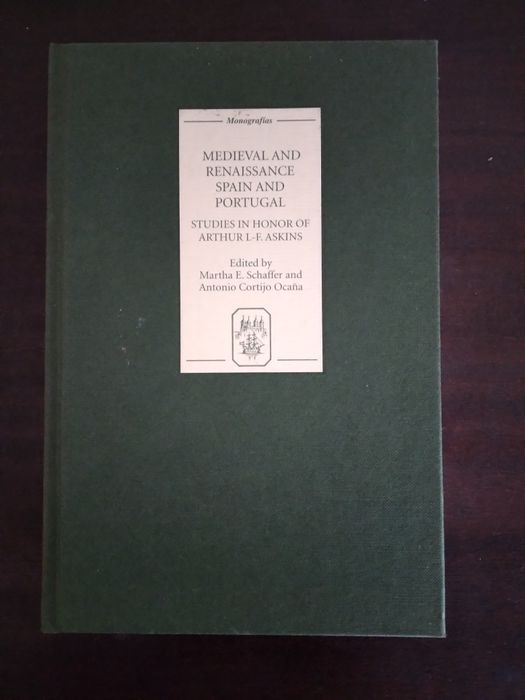 Monografías
MEDIEVAL AND
RENAISSANCE
SPAIN AND
PORTUGAL
STUDIES IN HONOR OF
ARTHUR L-F. ASKINS
Edited by
Martha E. Schaffer and
Antonio Cortijo Ocaña